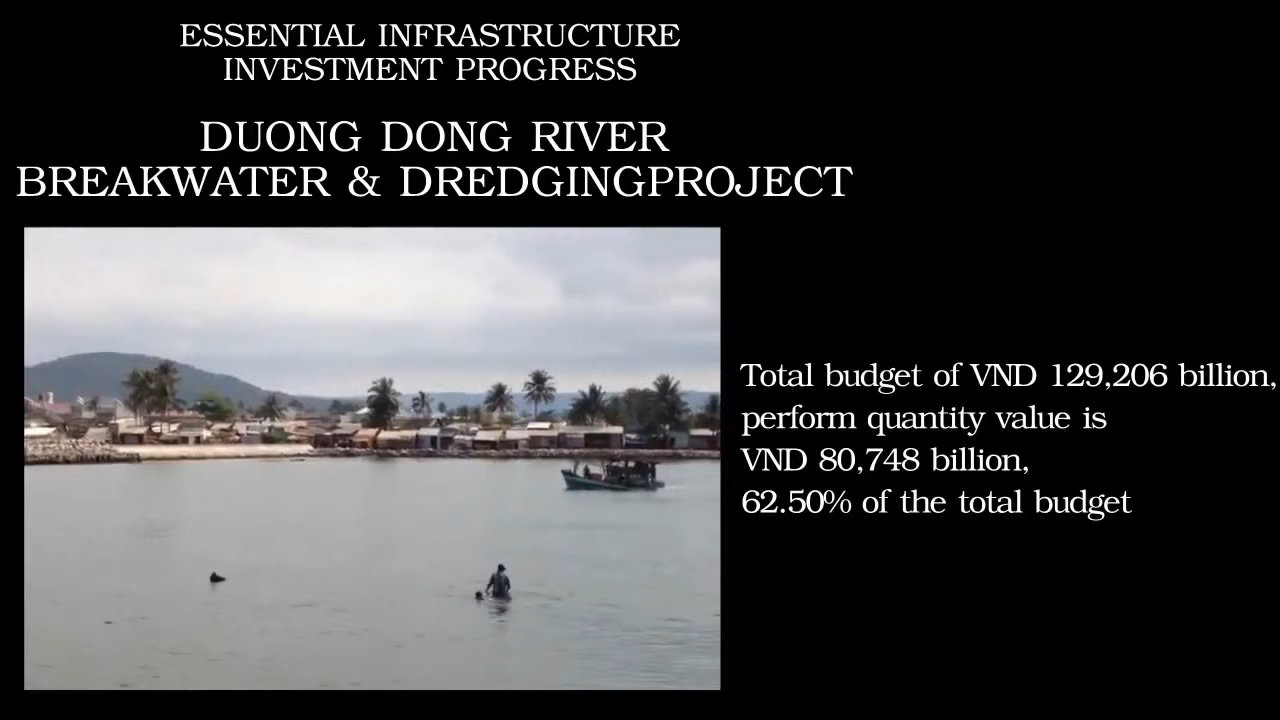 ESSENTIAL INFRASTRUCTURE
INVESTMENT PROGRESS
DUONG DONG RIVER
BREAKWATER & DREDGINGPROJECT
Total budget of VND 129,206 billion,
perform quantity value is
VND 80,748 billion,
62.50% of the total budget